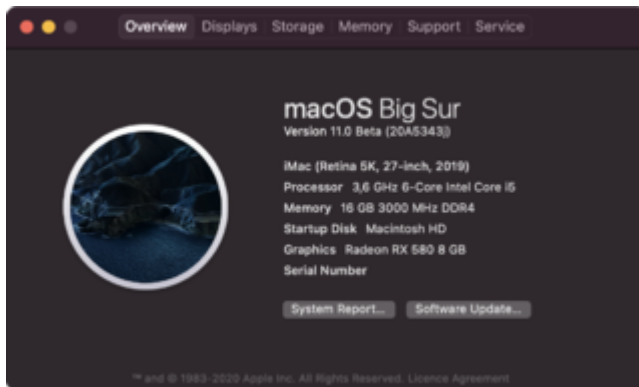 Overview Displays Storage Memory Support Service
macOS Big Sur
Version 11.0 Beta (20A5343j)
iMac (Retina 5K, 27-inch, 2019)
Processor 3,6 GHz 6-Core Intel Core i5
Memory 16 GB 3000 MHz DDR4
Startup Disk Macintosh HD
Graphics Radeon RX 580 8 GB
Serial Number
System Report... Software Update...
™ and © 1983-2020 Apple Inc. All Rights Reserved. Licence Agreement